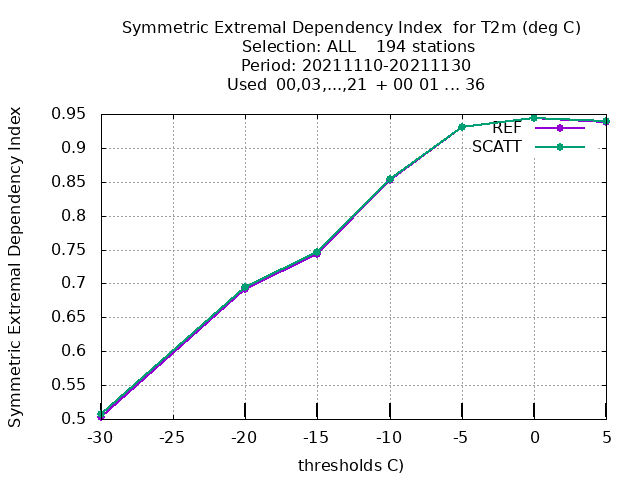 Symmetric Extremal Dependency Index  for T2m (deg C)
Selection: ALL    194 stations
Period: 20211110-20211130
Used  00,03,...,21  + 00 01 ... 36
Symmetric Extremal Dependency Index
0.95
0.9
0.85
0.8
0.75
0.7
0.65
0.6
0.55
0.5
REF
SCATT
-30 -25 -20 -15 -10 -5 0 5
thresholds C)